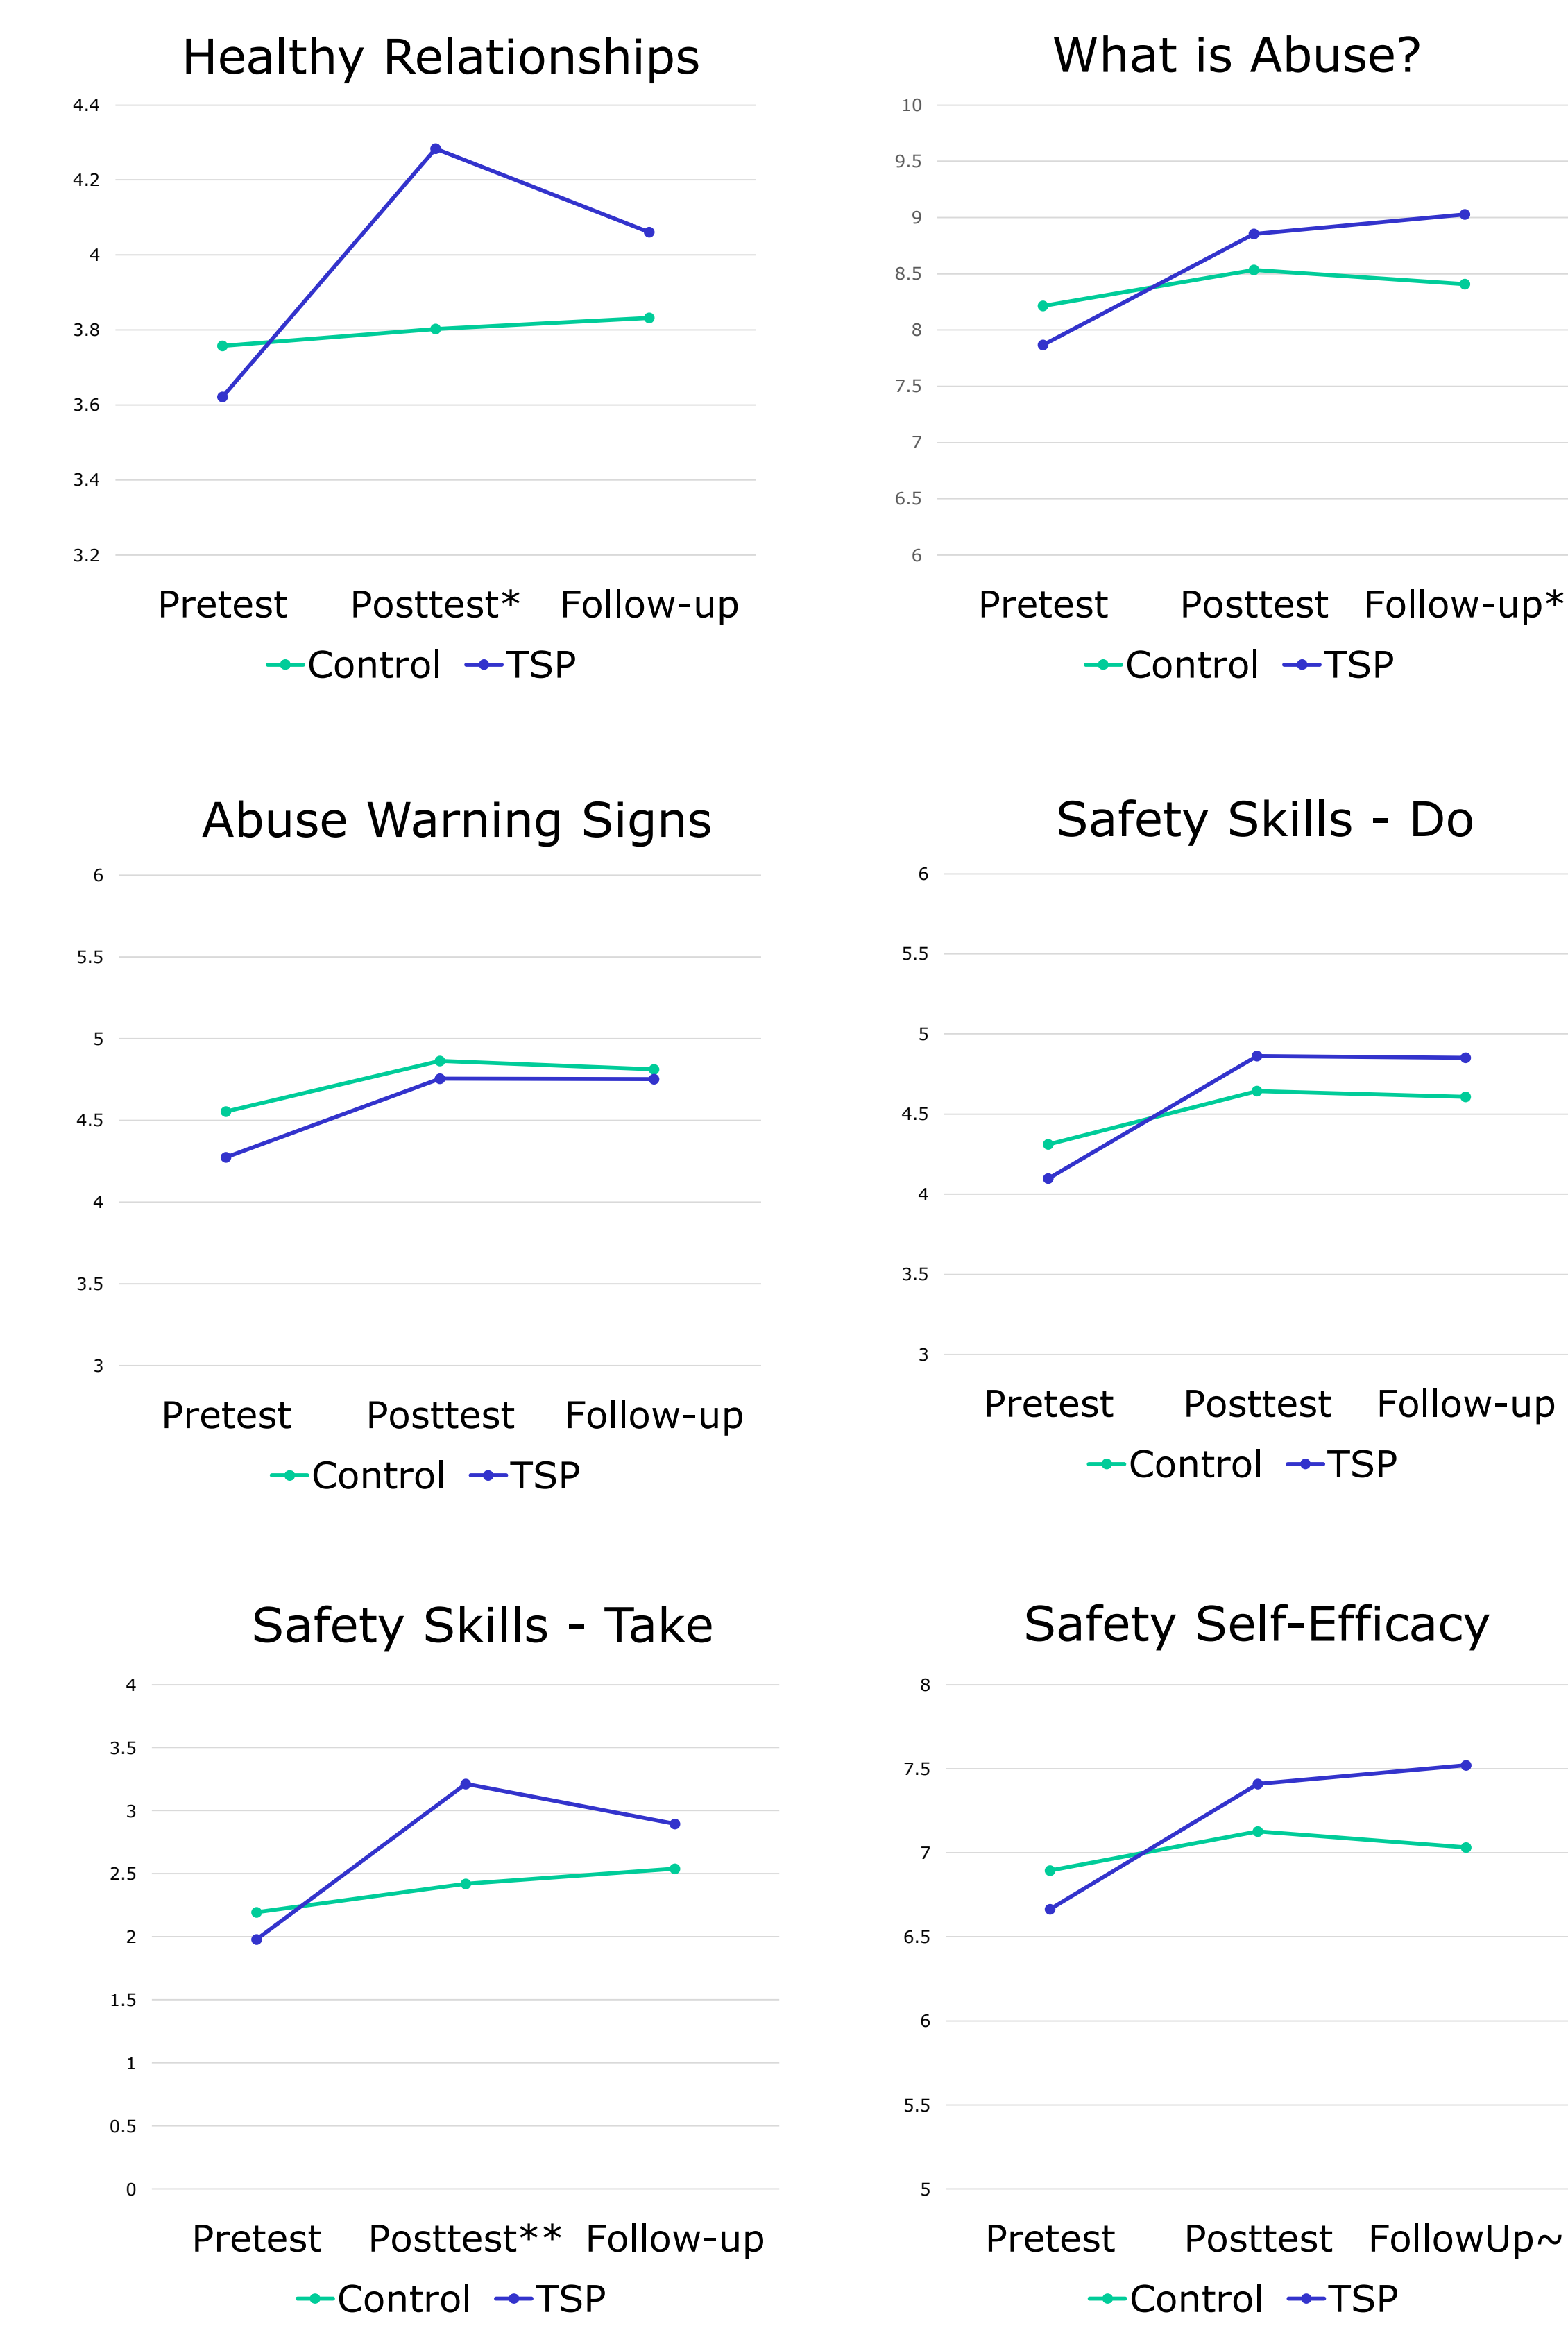 Healthy Relationships
4.4
4.2
4
3.8
3.6
3.4
3.2
Pretest Posttest* Follow-up
Control TSP
What is Abuse?
10
9.5
9
8.5
8
7.5
7
6.5
6
Pretest Posttest Follow-up*
Control TSP
Abuse Warning Signs
6
5.5
5
4.5
4
3.5
3
Pretest Posttest Follow-up
Control TSP
Safety Skills - Do
6
5.5
5
4.5
4
3.5
3
Pretest Posttest Follow-up
Control TSP
Safety Skills - Take
4
3.5
3
2.5
2
1.5
1
0.5
0
Pretest Posttest** Follow-up
Control TSP
Safety Self-Efficacy
8
7.5
7
6.5
6
5.5
5
Pretest Posttest FollowUp~
Control TSP